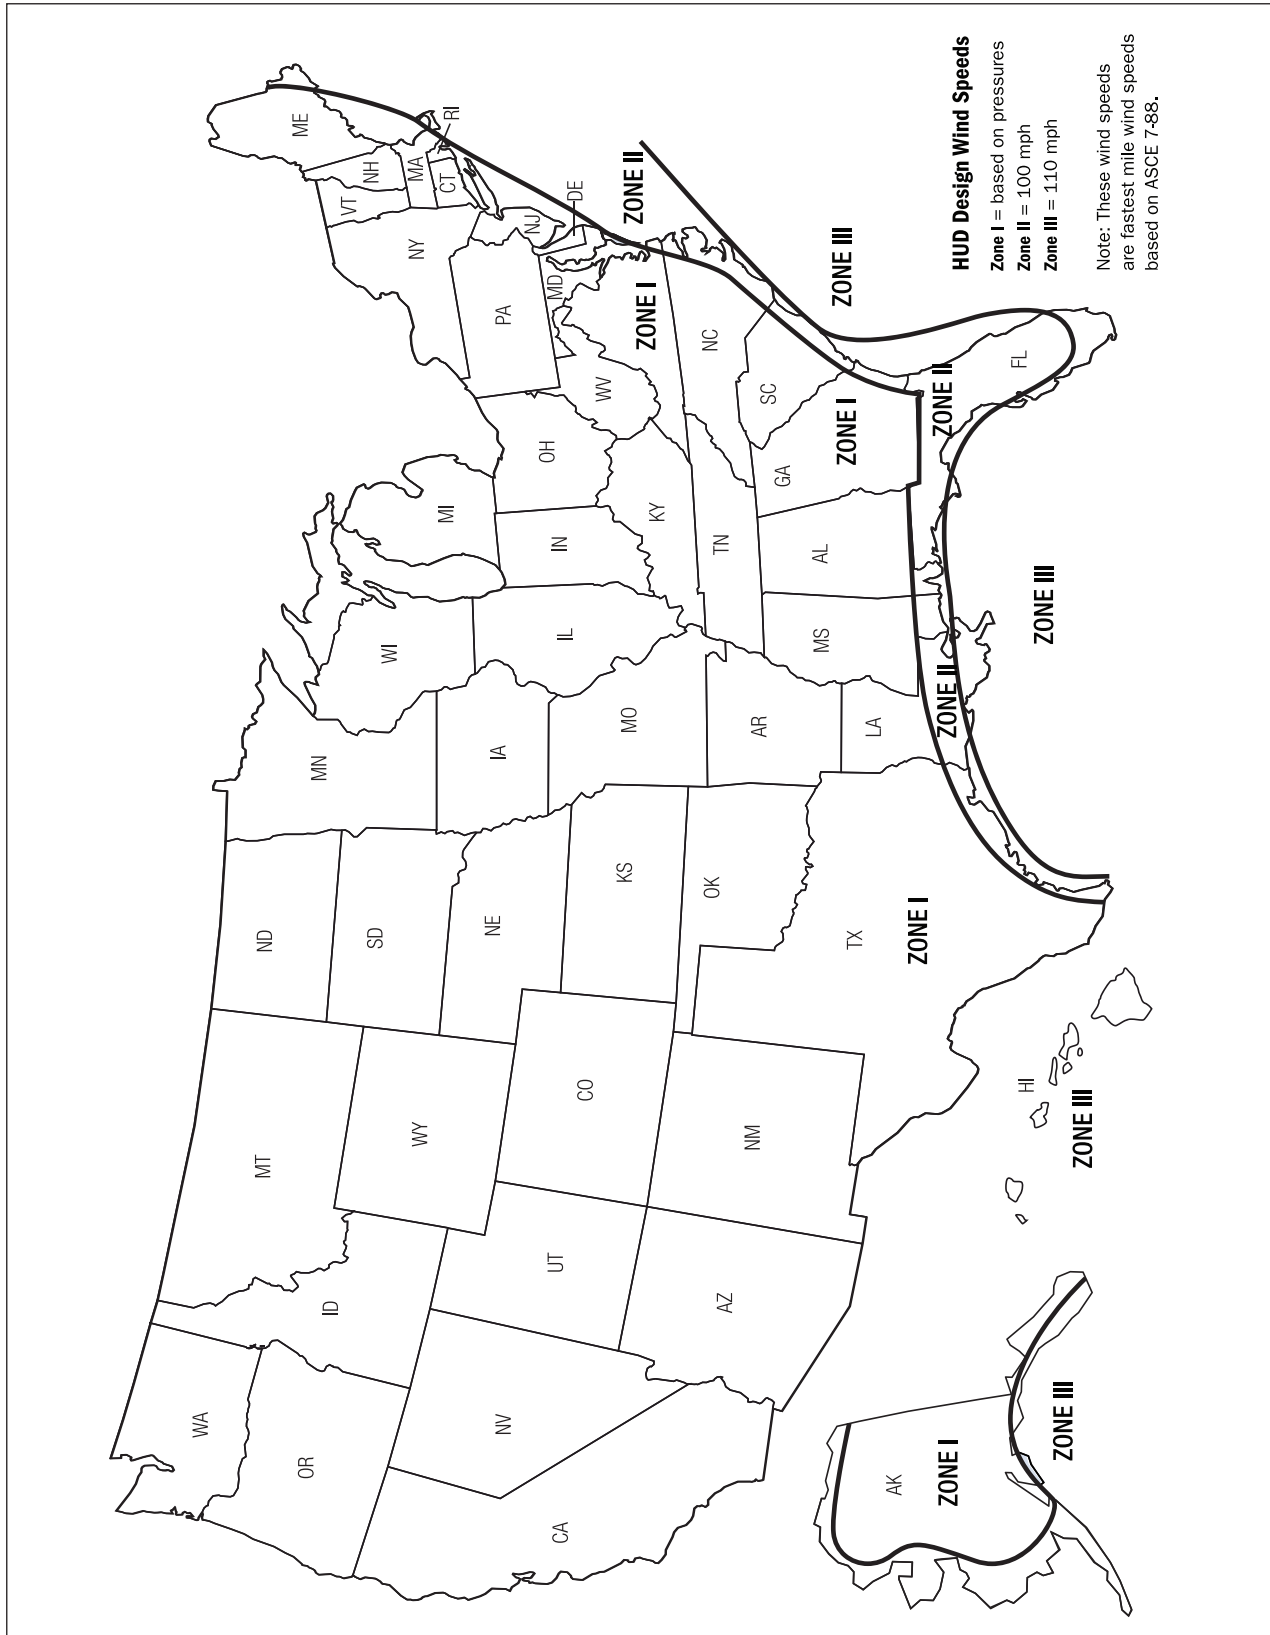 WA
MT
ND
MN
ME
OR
ID
SD
WI
MI
VT
NH
NY
MA
CT
RI
WY
NE
IA
PA
NJ
DE
MD
NV
UT
CO
KS
MO
IL
IN
OH
WV
KY
CA
AZ
NM
OK
AR
TN
NC
SC
TX
LA
MS
AL
GA
FL
AK
HI
ZONE I
ZONE I
ZONE I
ZONE I
ZONE II
ZONE II
ZONE II
ZONE III
ZONE III
ZONE III
ZONE III
HUD Design Wind Speeds
Zone I = based on pressures
Zone II = 100 mph
Zone III = 110 mph
Note: These wind speeds
are fastest mile wind speeds
based on ASCE 7-88.